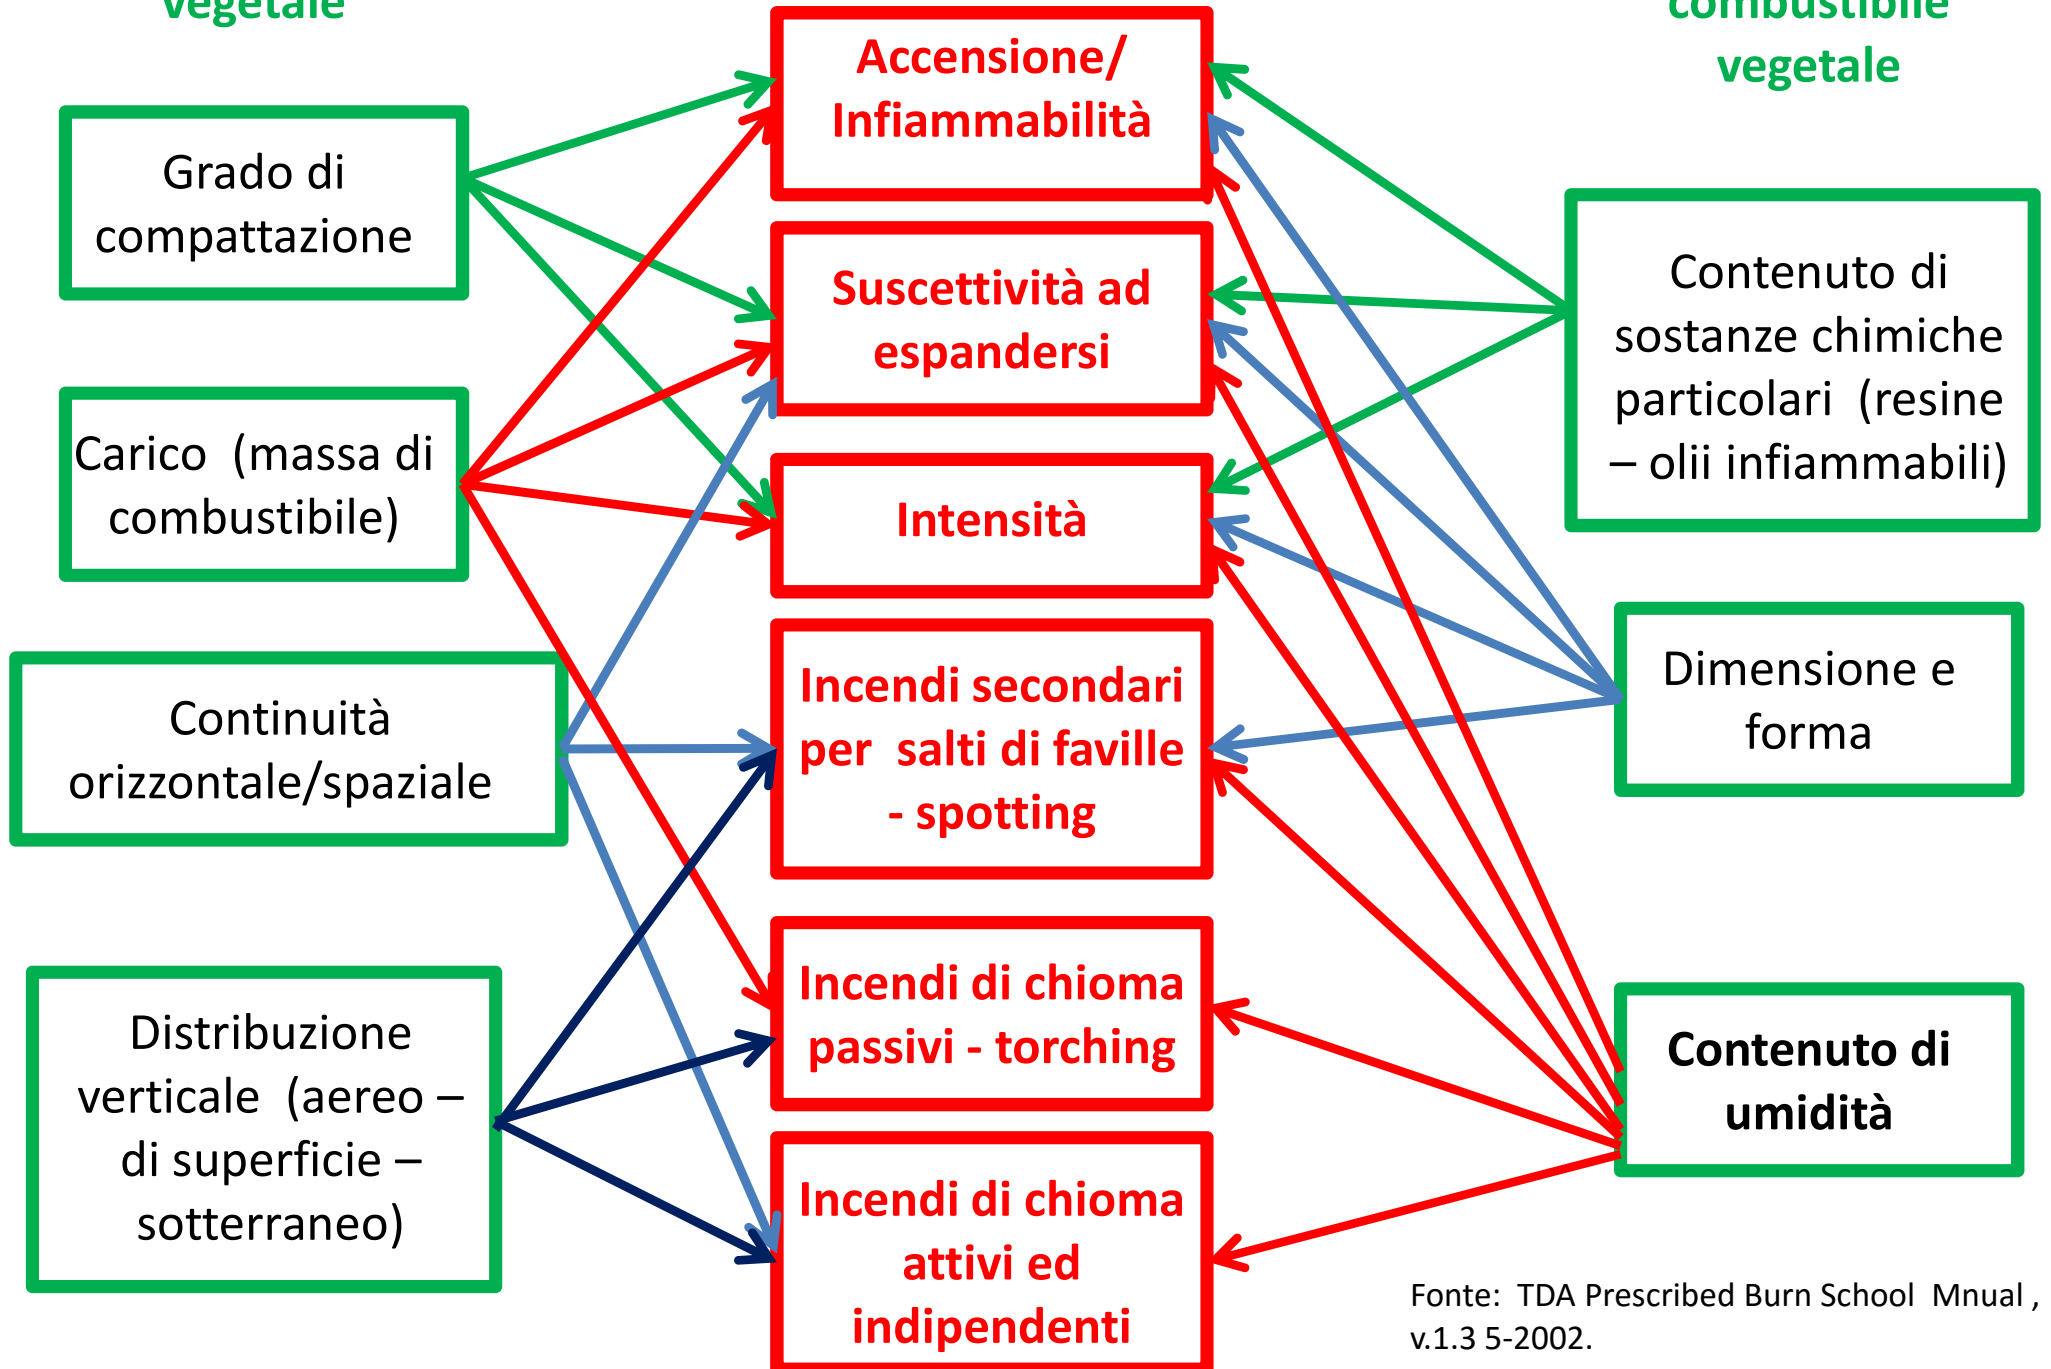 vegetale
combustibile
vegetale
Grado di
compattazione
Carico (massa di
combustibile)
Continuità
orizzontale/spaziale
Distribuzione
verticale (aereo –
di superficie –
sotterraneo)
Accensione/
Infiammabilità
Suscettività ad
espandersi
Intensità
Incendi secondari
per salti di faville
- spotting
Incendi di chioma
passivi - torching
Incendi di chioma
attivi ed
indipendenti
Contenuto di
sostanze chimiche
particolari (resine
– olii infiammabili)
Dimensione e
forma
Contenuto di
umidità
Fonte: TDA Prescribed Burn School Mnual ,
v.1.3 5-2002.